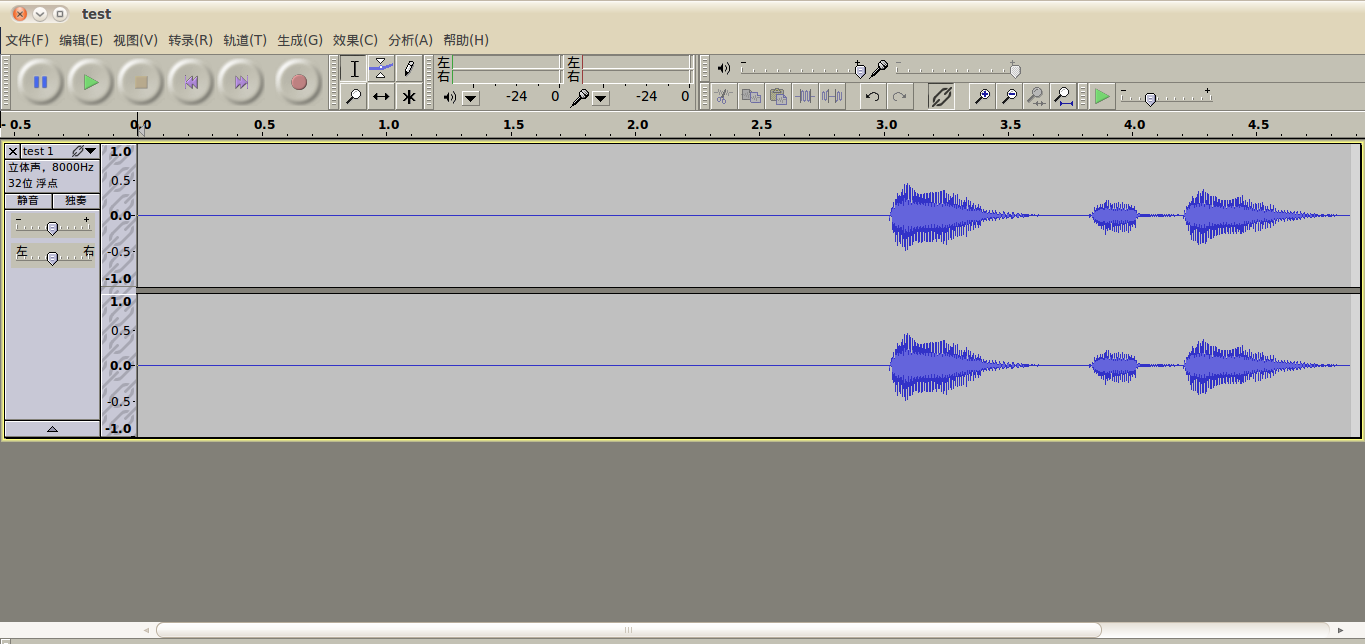 test
文件(F) 编辑(E) 视图(V) 转录(R) 轨道(T) 生成(G) 效果(C) 分析(A) 帮助(H)
左
右
-24 0
左
右
-24 0
- 0.5 0.0 0.5 1.0 1.5 2.0 2.5 3.0 3.5 4.0 4.5
test 1
立体声，8000Hz
32位 浮点
静音 独奏
- +
左 右
1.0
0.5
0.0
-0.5
-1.0
1.0
0.5
0.0
-0.5
-1.0